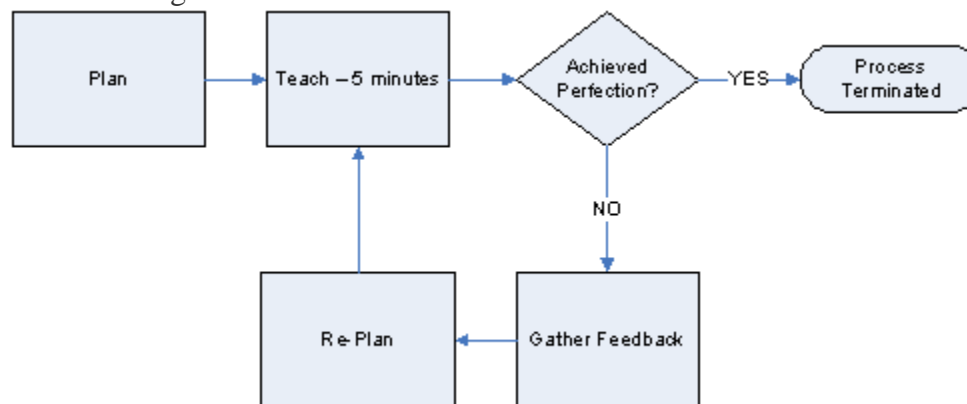 Plan
Teach – 5 minutes
Achieved
Perfection?
YES
Process
Terminated
NO
Re-Plan
Gather Feedback